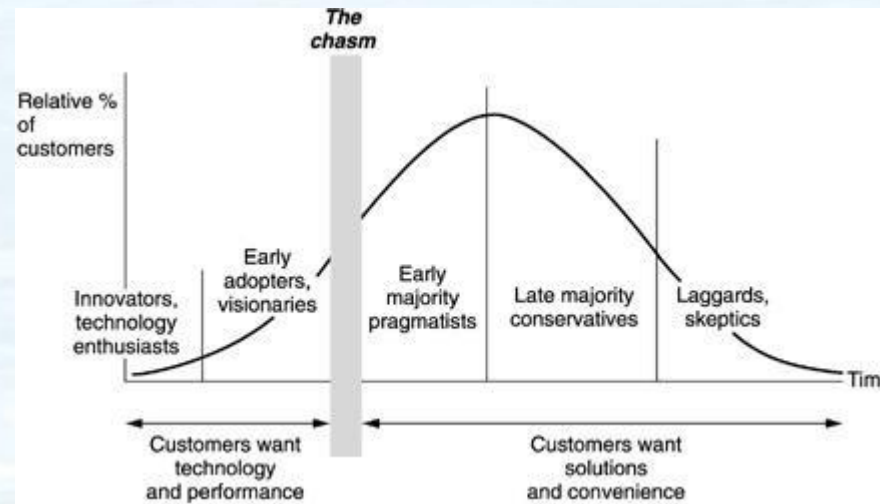 The
chasm
Relative %
of
customers
Early
adopters,
visionaries
Innovators,
technology
enthusiasts
Early
majority
pragmatists
Late majority
conservatives
Laggards,
skeptics
Tim
Customers want
technology
and performance
Customers want
solutions
and convenience